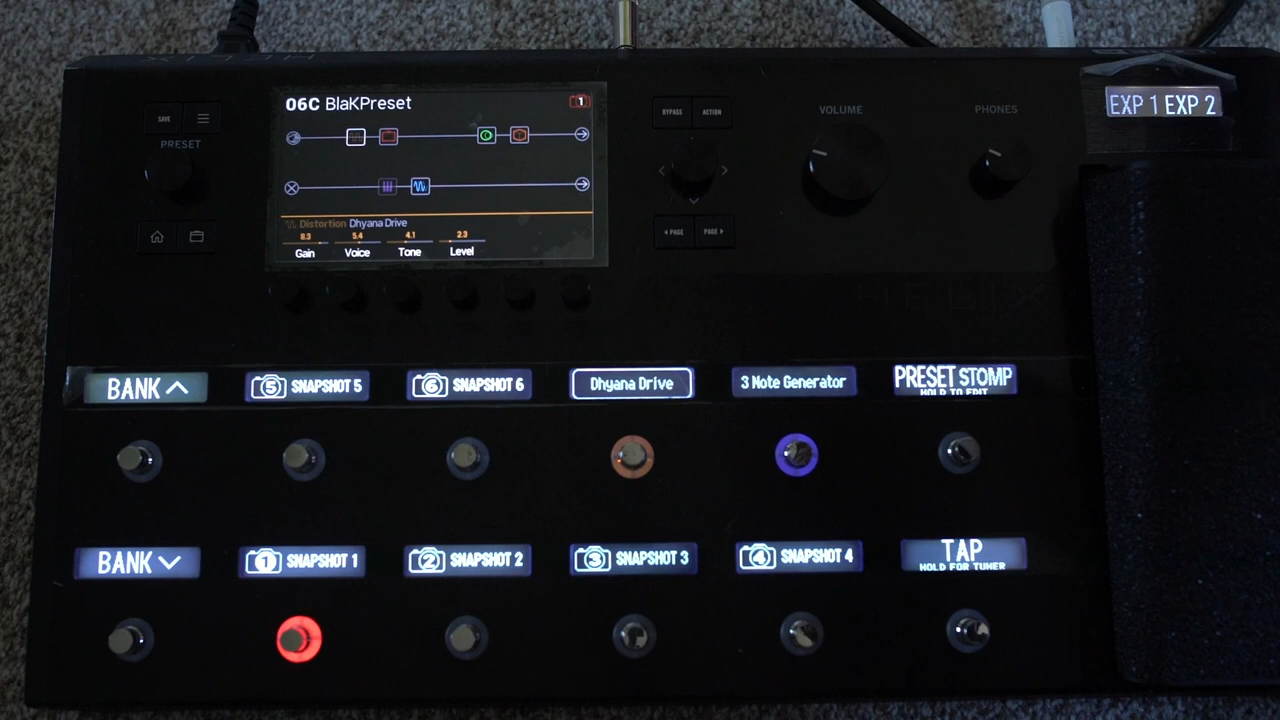 HELIX
EXP 1 EXP 2
06C BlaKPreset
1
SAVE
PRESET
BYPASS
ACTION
VOLUME
PHONES
Distortion Dhyana Drive
8.3 5.4 4.1 2.3
Gain Voice Tone Level
PAGE
PAGE
HELIX
BANK
5 SNAPSHOT 5
6 SNAPSHOT 6
Dhyana Drive
3 Note Generator
PRESET STOMP
HOLD TO EDIT
BANK
1 SNAPSHOT 1
2 SNAPSHOT 2
3 SNAPSHOT 3
4 SNAPSHOT 4
TAP
HOLD FOR TUNER